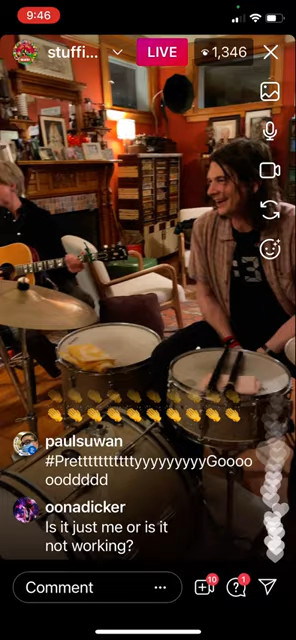 9:46
stuffi...
LIVE
1,346
paulsuwan
#PrettttttttttttyyyyyyyyyyGoooo
oodddddd
oonadicker
Is it just me or is it
not working?
Comment
10
1